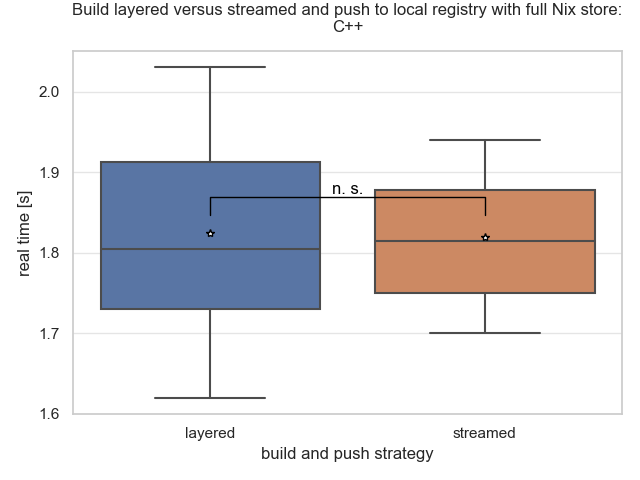 Build layered versus streamed and push to local registry with full Nix store:
C++
real time [s]
2.0
1.9
1.8
1.7
1.6
n. s.
layered
streamed
build and push strategy